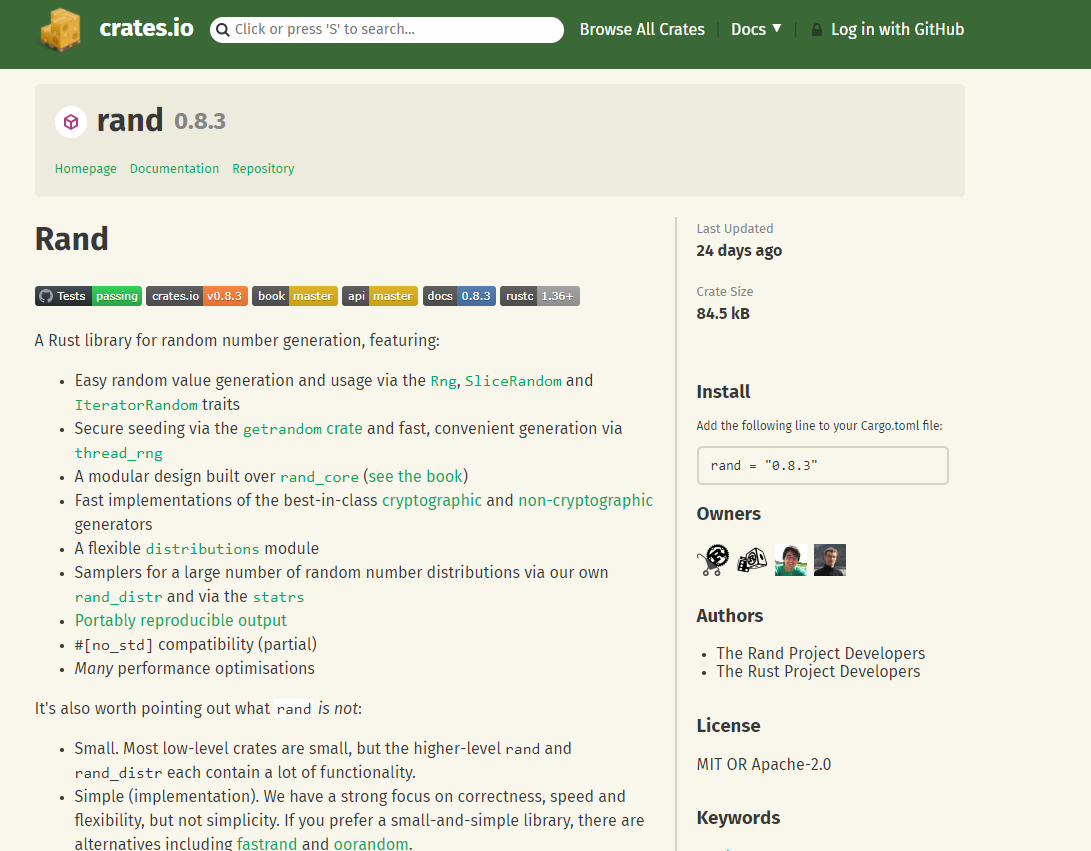 crates.io
Click or press 'S' to search...
Browse All Crates
Docs ▼
Log in with GitHub
rand 0.8.3
Homepage Documentation Repository
Rand
Tests passing crates.io v0.8.3 book master api master docs 0.8.3 rustc 1.36+
A Rust library for random number generation, featuring:
• Easy random value generation and usage via the Rng, SliceRandom and
IteratorRandom traits
• Secure seeding via the getrandom crate and fast, convenient generation via
thread_rng
• A modular design built over rand_core (see the book)
• Fast implementations of the best-in-class cryptographic and non-cryptographic
generators
• A flexible distributions module
• Samplers for a large number of random number distributions via our own
rand_distr and via the statrs
• Portably reproducible output
• #[no_std] compatibility (partial)
• Many performance optimisations
It's also worth pointing out what rand is not:
• Small. Most low-level crates are small, but the higher-level rand and
rand_distr each contain a lot of functionality.
• Simple (implementation). We have a strong focus on correctness, speed and
flexibility, but not simplicity. If you prefer a small-and-simple library, there are
alternatives including fastrand and oorandom.
Last Updated
24 days ago
Crate Size
84.5 kB
Install
Add the following line to your Cargo.toml file:
rand = "0.8.3"
Owners
Authors
• The Rand Project Developers
• The Rust Project Developers
License
MIT OR Apache-2.0
Keywords